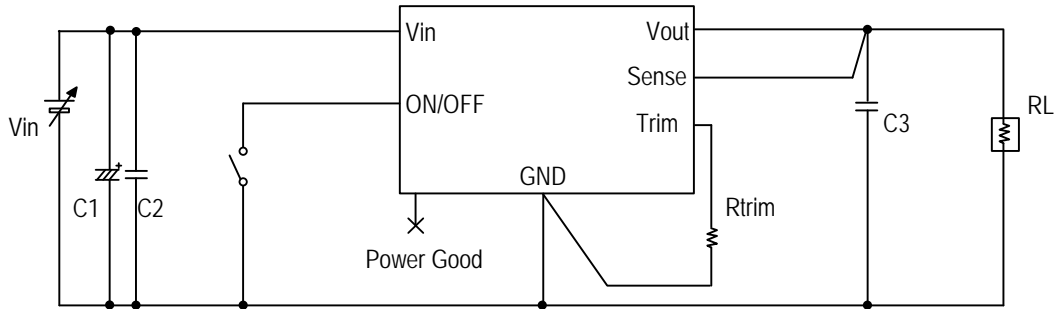 Vin
Vout
Sense
ON/OFF
Trim
GND
Vin
C1
C2
C3
RL
Rtrim
Power Good
+